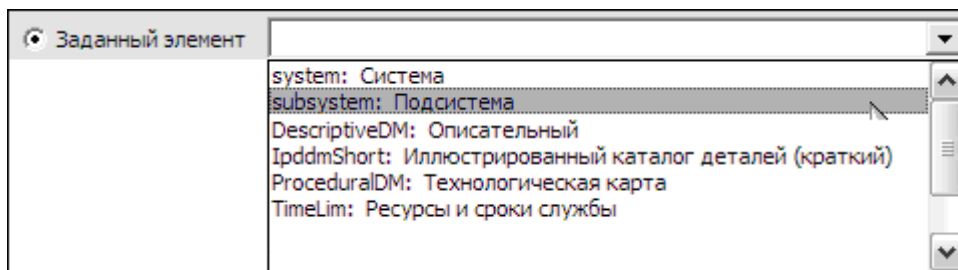 Заданный элемент
system: Система
subsystem: Подсистема
DescriptiveDM: Описательный
IpddmShort: Иллюстрированный каталог деталей (краткий)
ProceduralDM: Технологическая карта
TimeLim: Ресурсы и сроки службы